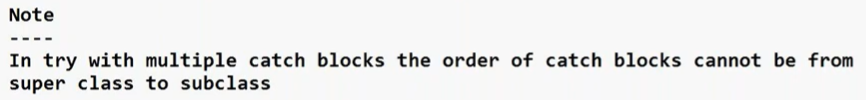 Note
----
In try with multiple catch blocks the order of catch blocks cannot be from
super class to subclass